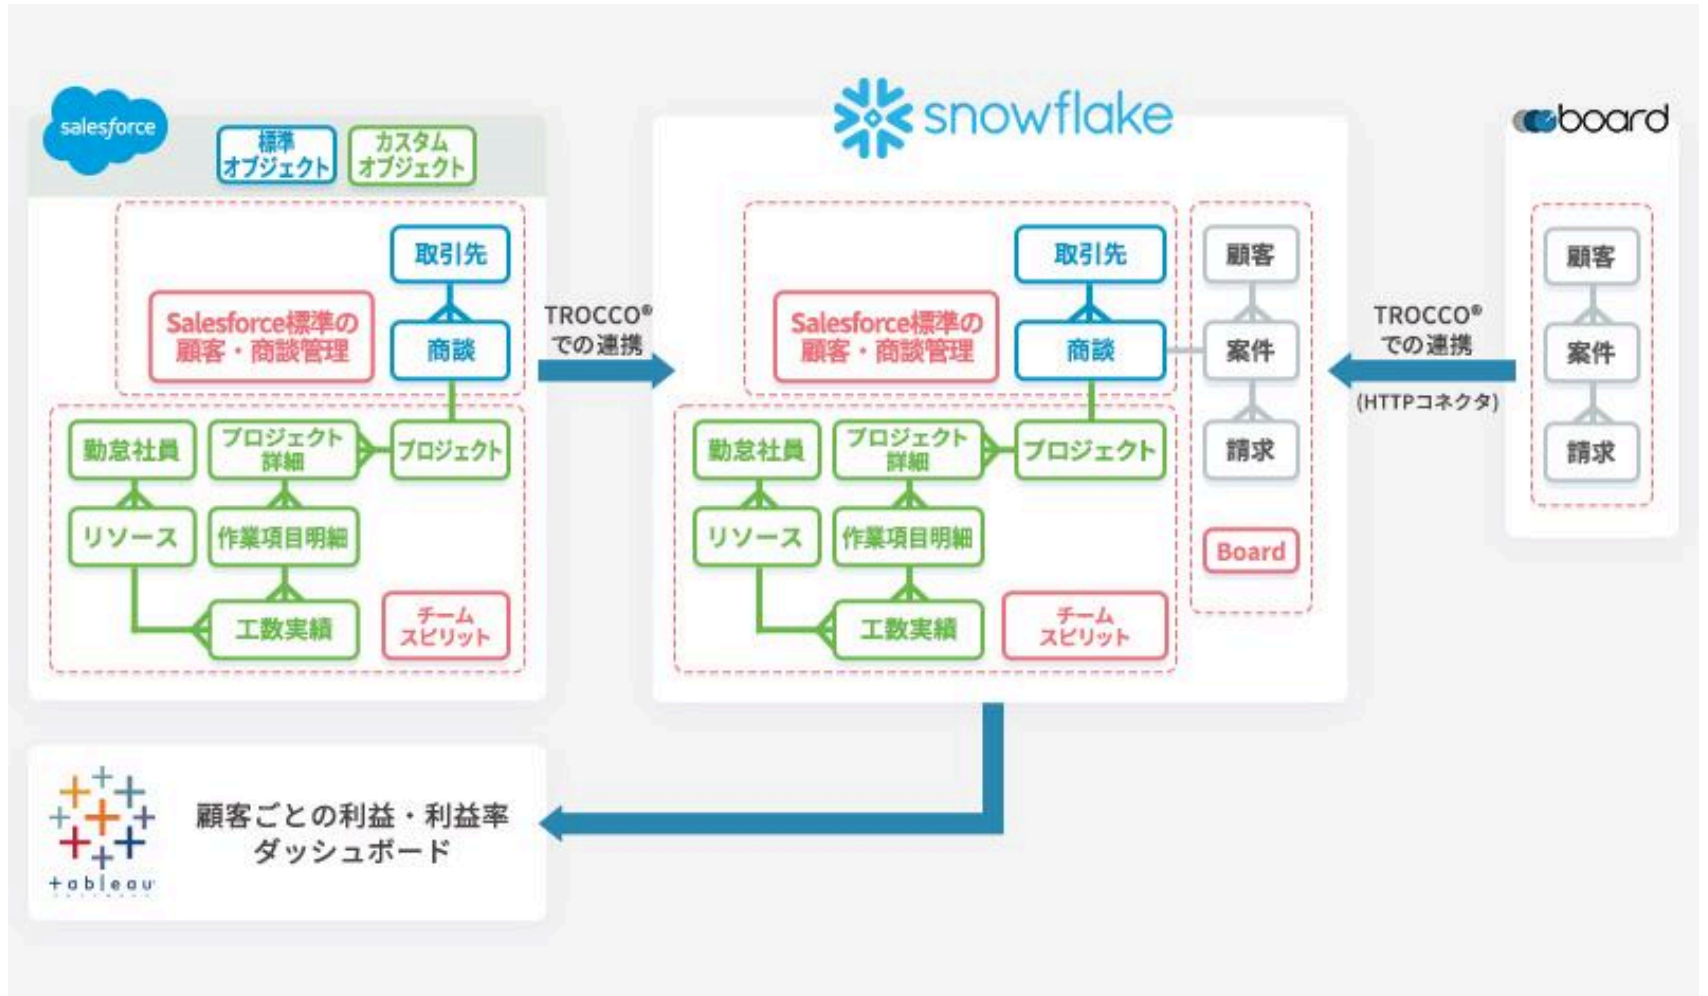 salesforce
標準
オブジェクト
カスタム
オブジェクト
取引先
Salesforce標準の
顧客・商談管理
商談
勤怠社員
プロジェクト
詳細
プロジェクト
リソース
作業項目明細
工数実績
チーム
スピリット
TROCCO®
での連携
snowflake
取引先
Salesforce標準の
顧客・商談管理
商談
勤怠社員
プロジェクト
詳細
プロジェクト
リソース
作業項目明細
工数実績
チーム
スピリット
顧客
案件
請求
Board
TROCCO®
での連携
(HTTPコネクタ)
board
顧客
案件
請求
+ableau
顧客ごとの利益・利益率
ダッシュボード